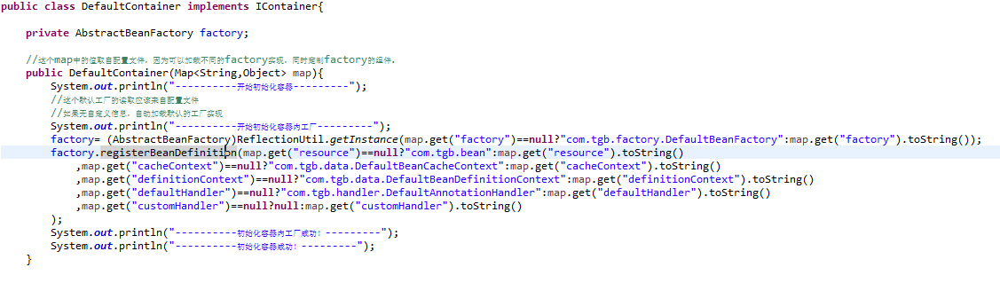 public class DefaultContainer implements IContainer{
private AbstractBeanFactory factory;
//这个map中的值取自配置文件，因为可以加载不同的factory实现，同时定制factory的组件。
public DefaultContainer(Map<String,Object> map){
System.out.println("----------开始初始化容器---------");
//这个默认工厂的读取应该来自配置文件
//如果无自定义信息，自动加载默认的工厂实现
System.out.println("----------开始初始化容器内工厂---------");
factory= (AbstractBeanFactory)ReflectionUtil.getInstance(map.get("factory")==null?"com.tgb.factory.DefaultBeanFactory":map.get("factory").toString());
factory.registerBeanDefinition(map.get("resource")==null?"com.tgb.bean":map.get("resource").toString()
,map.get("cacheContext")==null?"com.tgb.data.DefaultBeanCacheContext":map.get("cacheContext").toString()
,map.get("definitionContext")==null?"com.tgb.data.DefaultBeanDefinitionContext":map.get("definitionContext").toString()
,map.get("defaultHandler")==null?"com.tgb.handler.DefaultAnnotationHandler":map.get("defaultHandler").toString()
,map.get("customHandler")==null?null:map.get("customHandler").toString()
);
System.out.println("----------初始化容器内工厂成功！---------");
System.out.println("----------初始化容器成功！---------");
}